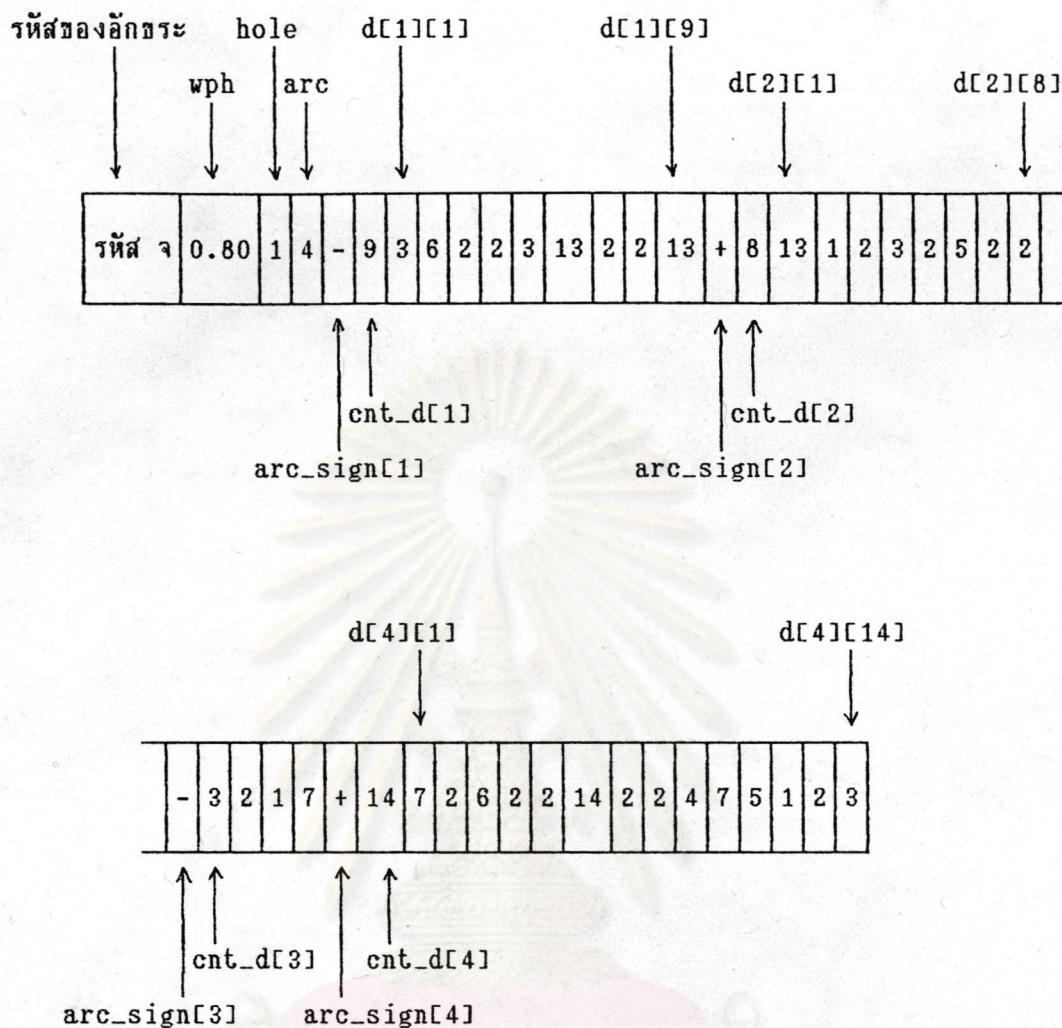 รหัสของอักขระ hole d[1][1] d[1][9]
wph arc d[2][1] d[2][8]
รหัส จ 0.80 1 4 - 9 3 6 2 2 3 13 2 2 13 + 8 13 1 2 3 2 5 2 2
cnt_d[1] cnt_d[2]
arc_sign[1] arc_sign[2]
d[4][1] d[4][14]
- 3 2 1 7 + 14 7 2 6 2 2 14 2 2 4 7 5 1 2 3
cnt_d[3] cnt_d[4]
arc_sign[3] arc_sign[4]